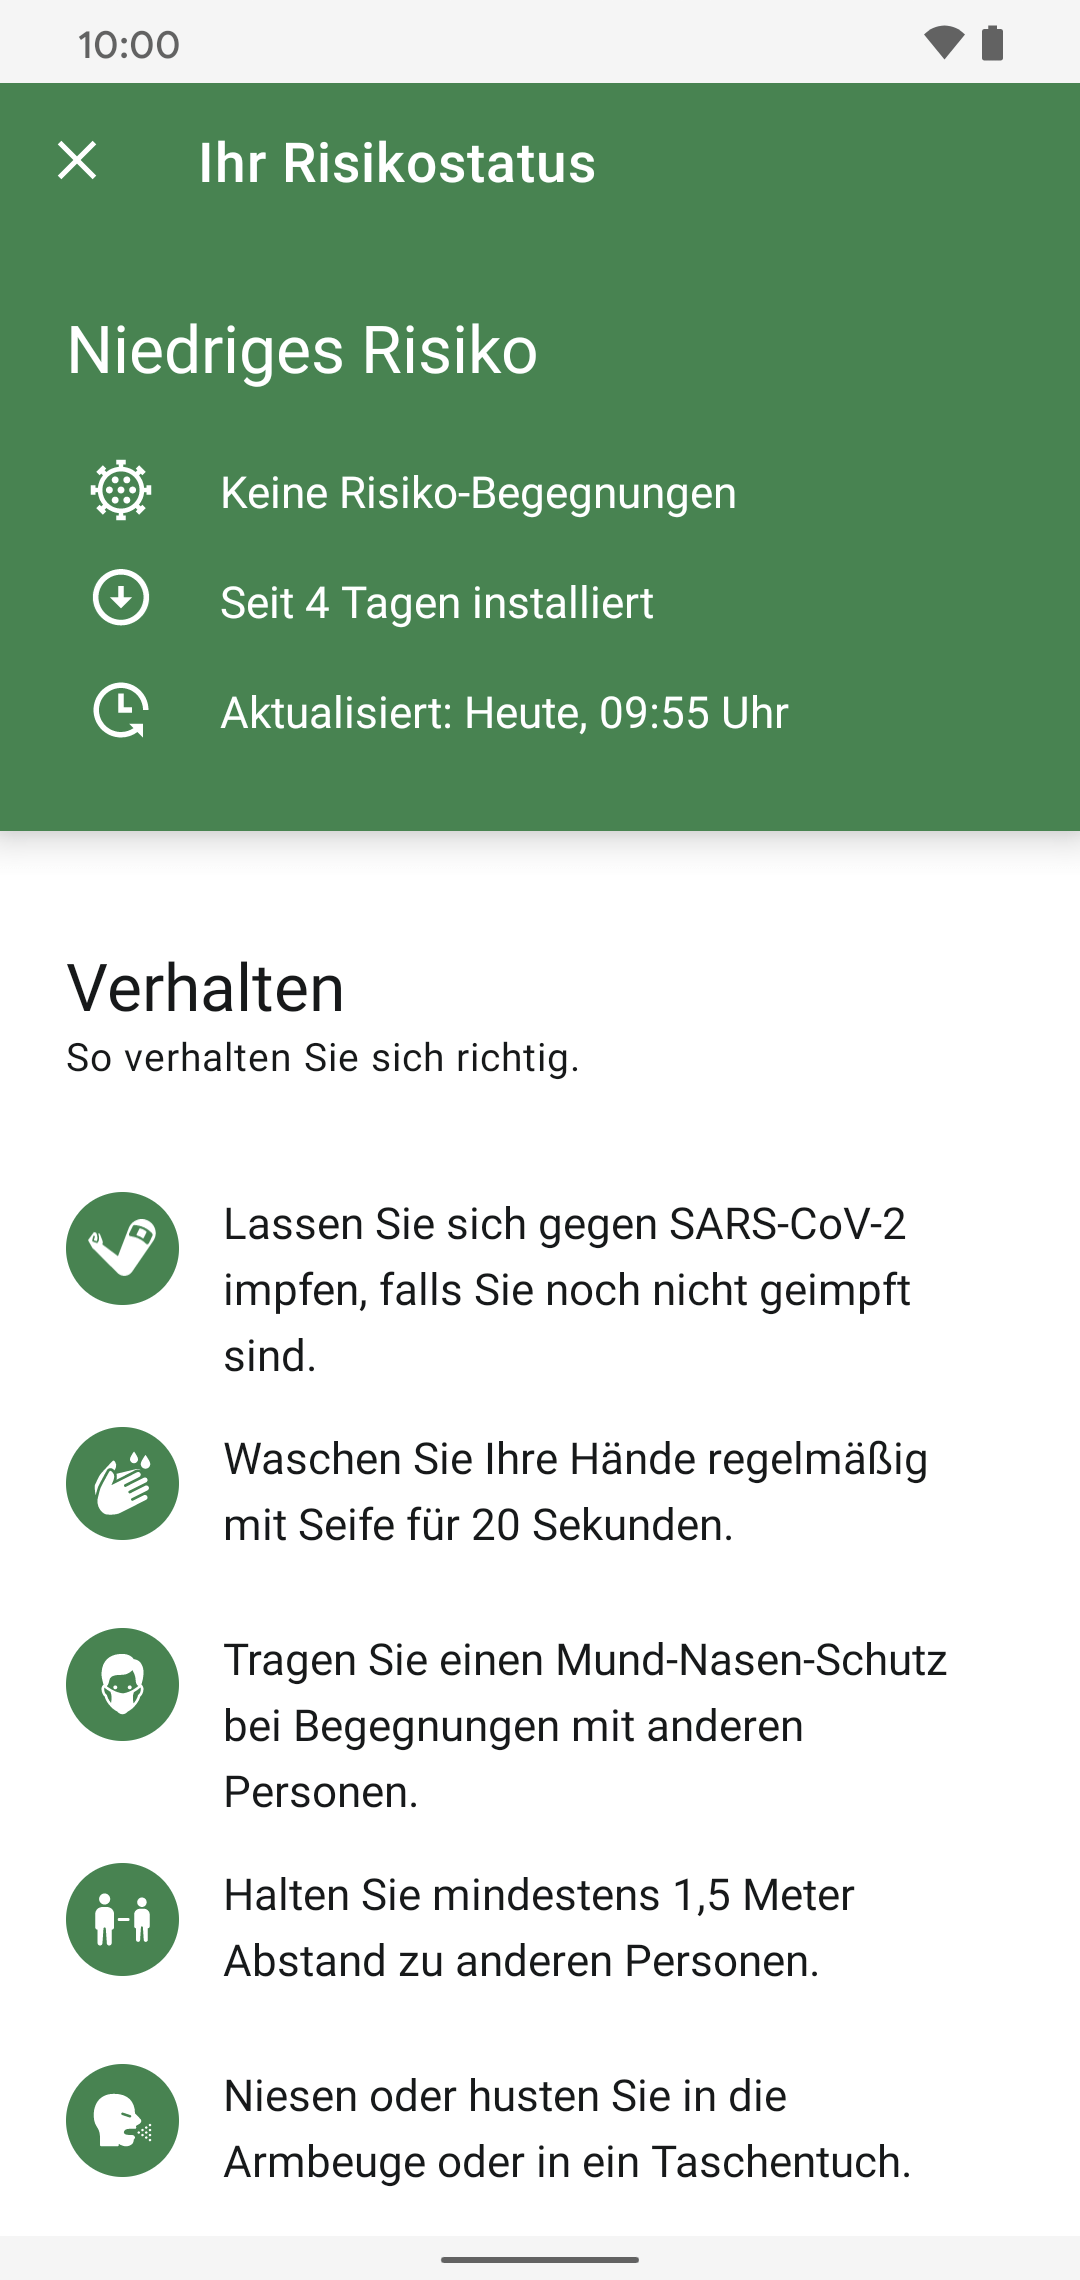 10:00
Ihr Risikostatus
Niedriges Risiko
Keine Risiko-Begegnungen
Seit 4 Tagen installiert
Aktualisiert: Heute, 09:55 Uhr
Verhalten
So verhalten Sie sich richtig.
Lassen Sie sich gegen SARS-CoV-2
impfen, falls Sie noch nicht geimpft
sind.
Waschen Sie Ihre Hände regelmäßig
mit Seife für 20 Sekunden.
Tragen Sie einen Mund-Nasen-Schutz
bei Begegnungen mit anderen
Personen.
Halten Sie mindestens 1,5 Meter
Abstand zu anderen Personen.
Niesen oder husten Sie in die
Armbeuge oder in ein Taschentuch.